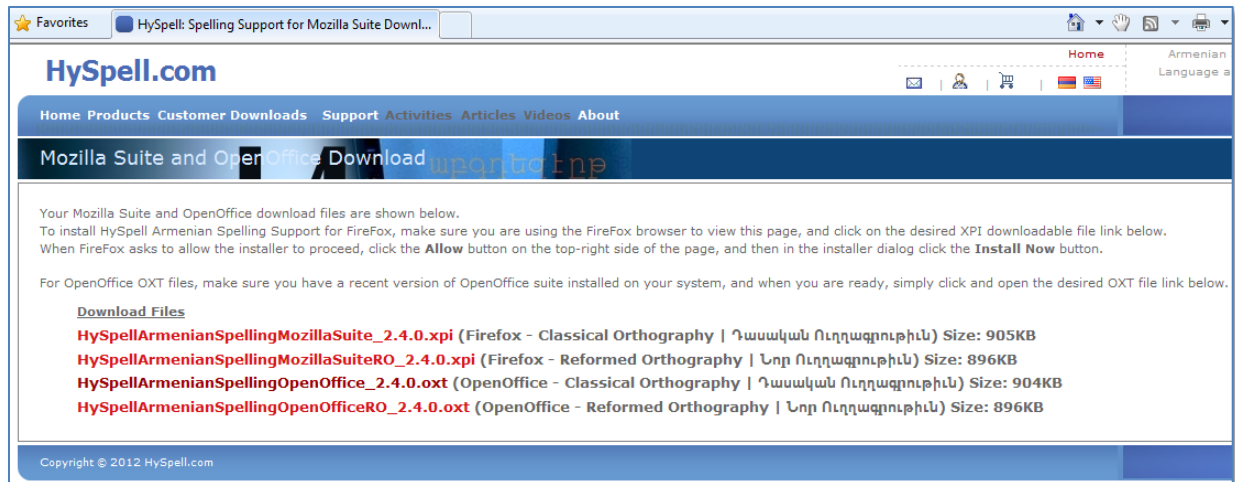 Favorites HySpell: Spelling Support for Mozilla Suite Downl...
HySpell.com
Home
Armenian
Language a
Home Products Customer Downloads Support Activities Articles Videos About
Mozilla Suite and OpenOffice Download
Your Mozilla Suite and OpenOffice download files are shown below.
To install HySpell Armenian Spelling Support for FireFox, make sure you are using the FireFox browser to view this page, and click on the desired XPI downloadable file link below.
When FireFox asks to allow the installer to proceed, click the Allow button on the top-right side of the page, and then in the installer dialog click the Install Now button.
For OpenOffice OXT files, make sure you have a recent version of OpenOffice suite installed on your system, and when you are ready, simply click and open the desired OXT file link below.
Download Files
HySpellArmenianSpellingMozillaSuite_2.4.0.xpi (Firefox - Classical Orthography | Դասական Ուղղագրութիւն) Size: 905KB
HySpellArmenianSpellingMozillaSuiteRO_2.4.0.xpi (Firefox - Reformed Orthography | Նոր Ուղղագրութիւն) Size: 896KB
HySpellArmenianSpellingOpenOffice_2.4.0.oxt (OpenOffice - Classical Orthography | Դասական Ուղղագրութիւն) Size: 904KB
HySpellArmenianSpellingOpenOfficeRO_2.4.0.oxt (OpenOffice - Reformed Orthography | Նոր Ուղղագրութիւն) Size: 896KB
Copyright © 2012 HySpell.com